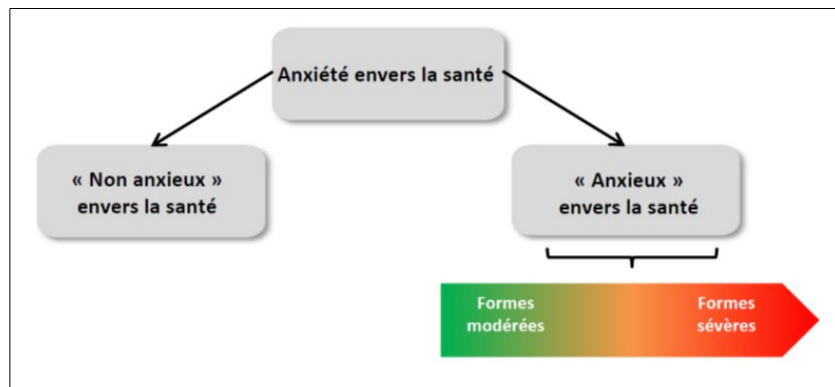 Anxiété envers la santé
« Non anxieux »
envers la santé
« Anxieux »
envers la santé
Formes
modérées
Formes
sévères